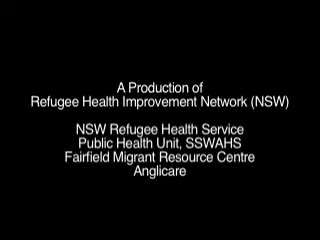 A Production of
Refugee Health Improvement Network (NSW)
NSW Refugee Health Service
Public Health Unit, SSWAHS
Fairfield Migrant Resource Centre
Anglicare